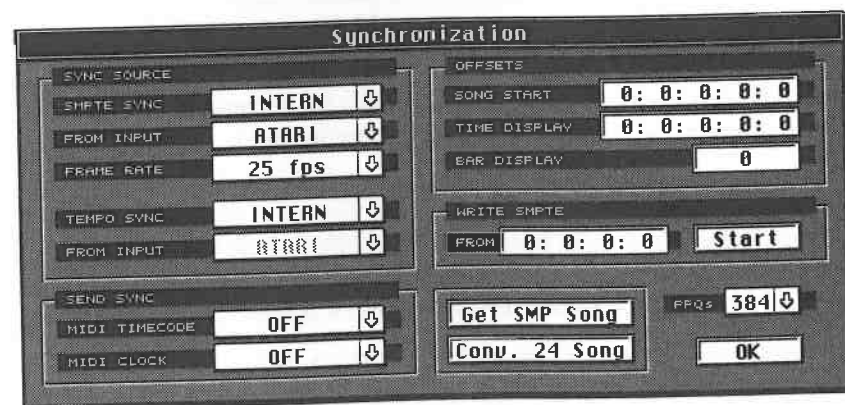 Synchronization
SYNC SOURCE
SMPTE SYNC INTERN
FROM INPUT ATARI
FRAME RATE 25 fps
TEMPO SYNC INTERN
FROM INPUT ATARI
SEND SYNC
MIDI TIMECODE OFF
MIDI CLOCK OFF
OFFSETS
SONG START 0: 0: 0: 0: 0
TIME DISPLAY 0: 0: 0: 0: 0
BAR DISPLAY 0
WRITE SMPTE
FROM 0: 0: 0: 0 Start
Get SMP Song
Conv. 24 Song
PPQs 384
OK